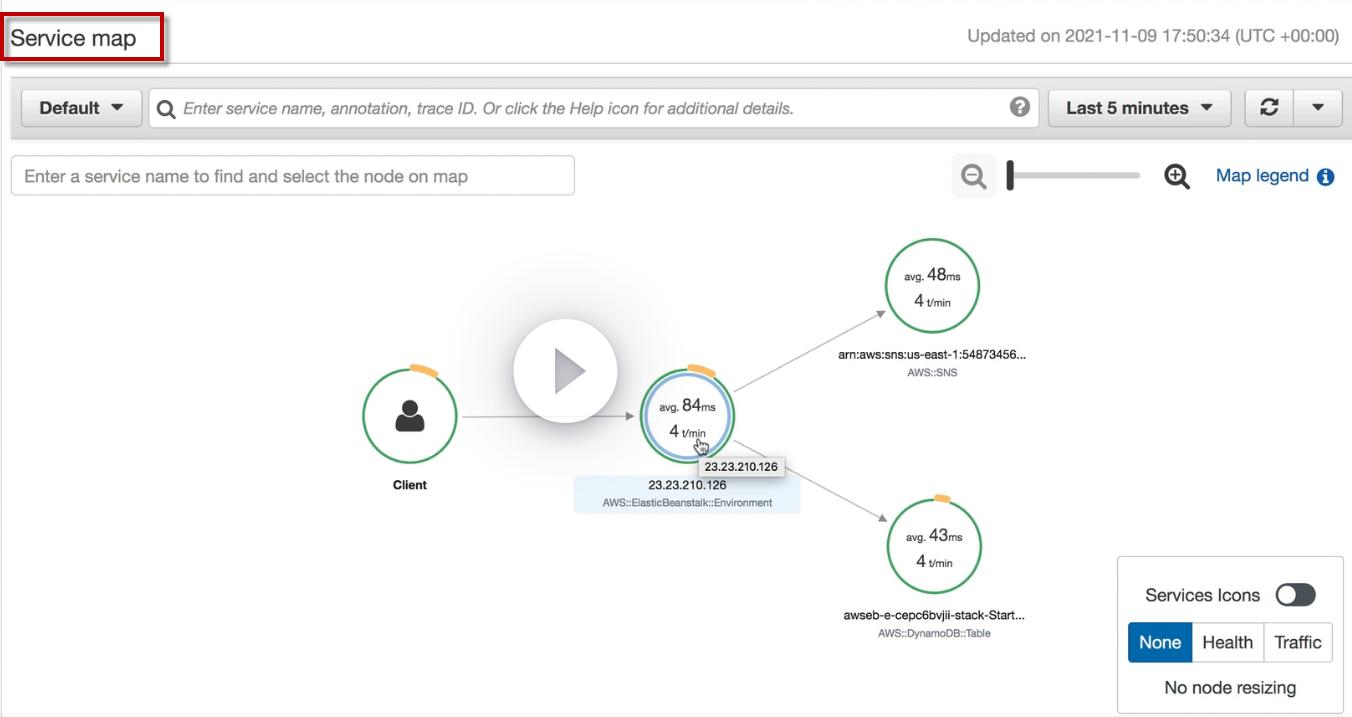 Service map
Updated on 2021-11-09 17:50:34 (UTC +00:00)
Default
Enter service name, annotation, trace ID. Or click the Help icon for additional details.
?
Last 5 minutes
Enter a service name to find and select the node on map
Map legend i
avg. 48ms
4 t/min
arn:aws:sns:us-east-1:54873456...
AWS::SNS
Client
avg. 84ms
4 t/min
23.23.210.126
23.23.210.126
AWS::ElasticBeanstalk::Environment
avg. 43ms
4 t/min
awseb-e-cepc6bvjii-stack-Start...
AWS::DynamoDB::Table
Services Icons
None Health Traffic
No node resizing